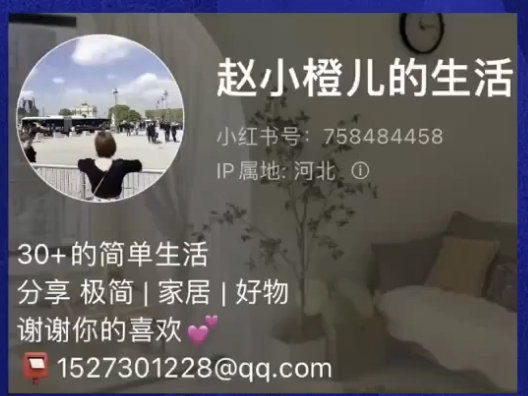 赵小橙儿的生活
小红书号：758484458
IP属地: 河北
30+的简单生活
分享 极简 | 家居 | 好物
谢谢你的喜欢💕
📮1527301228@qq.com